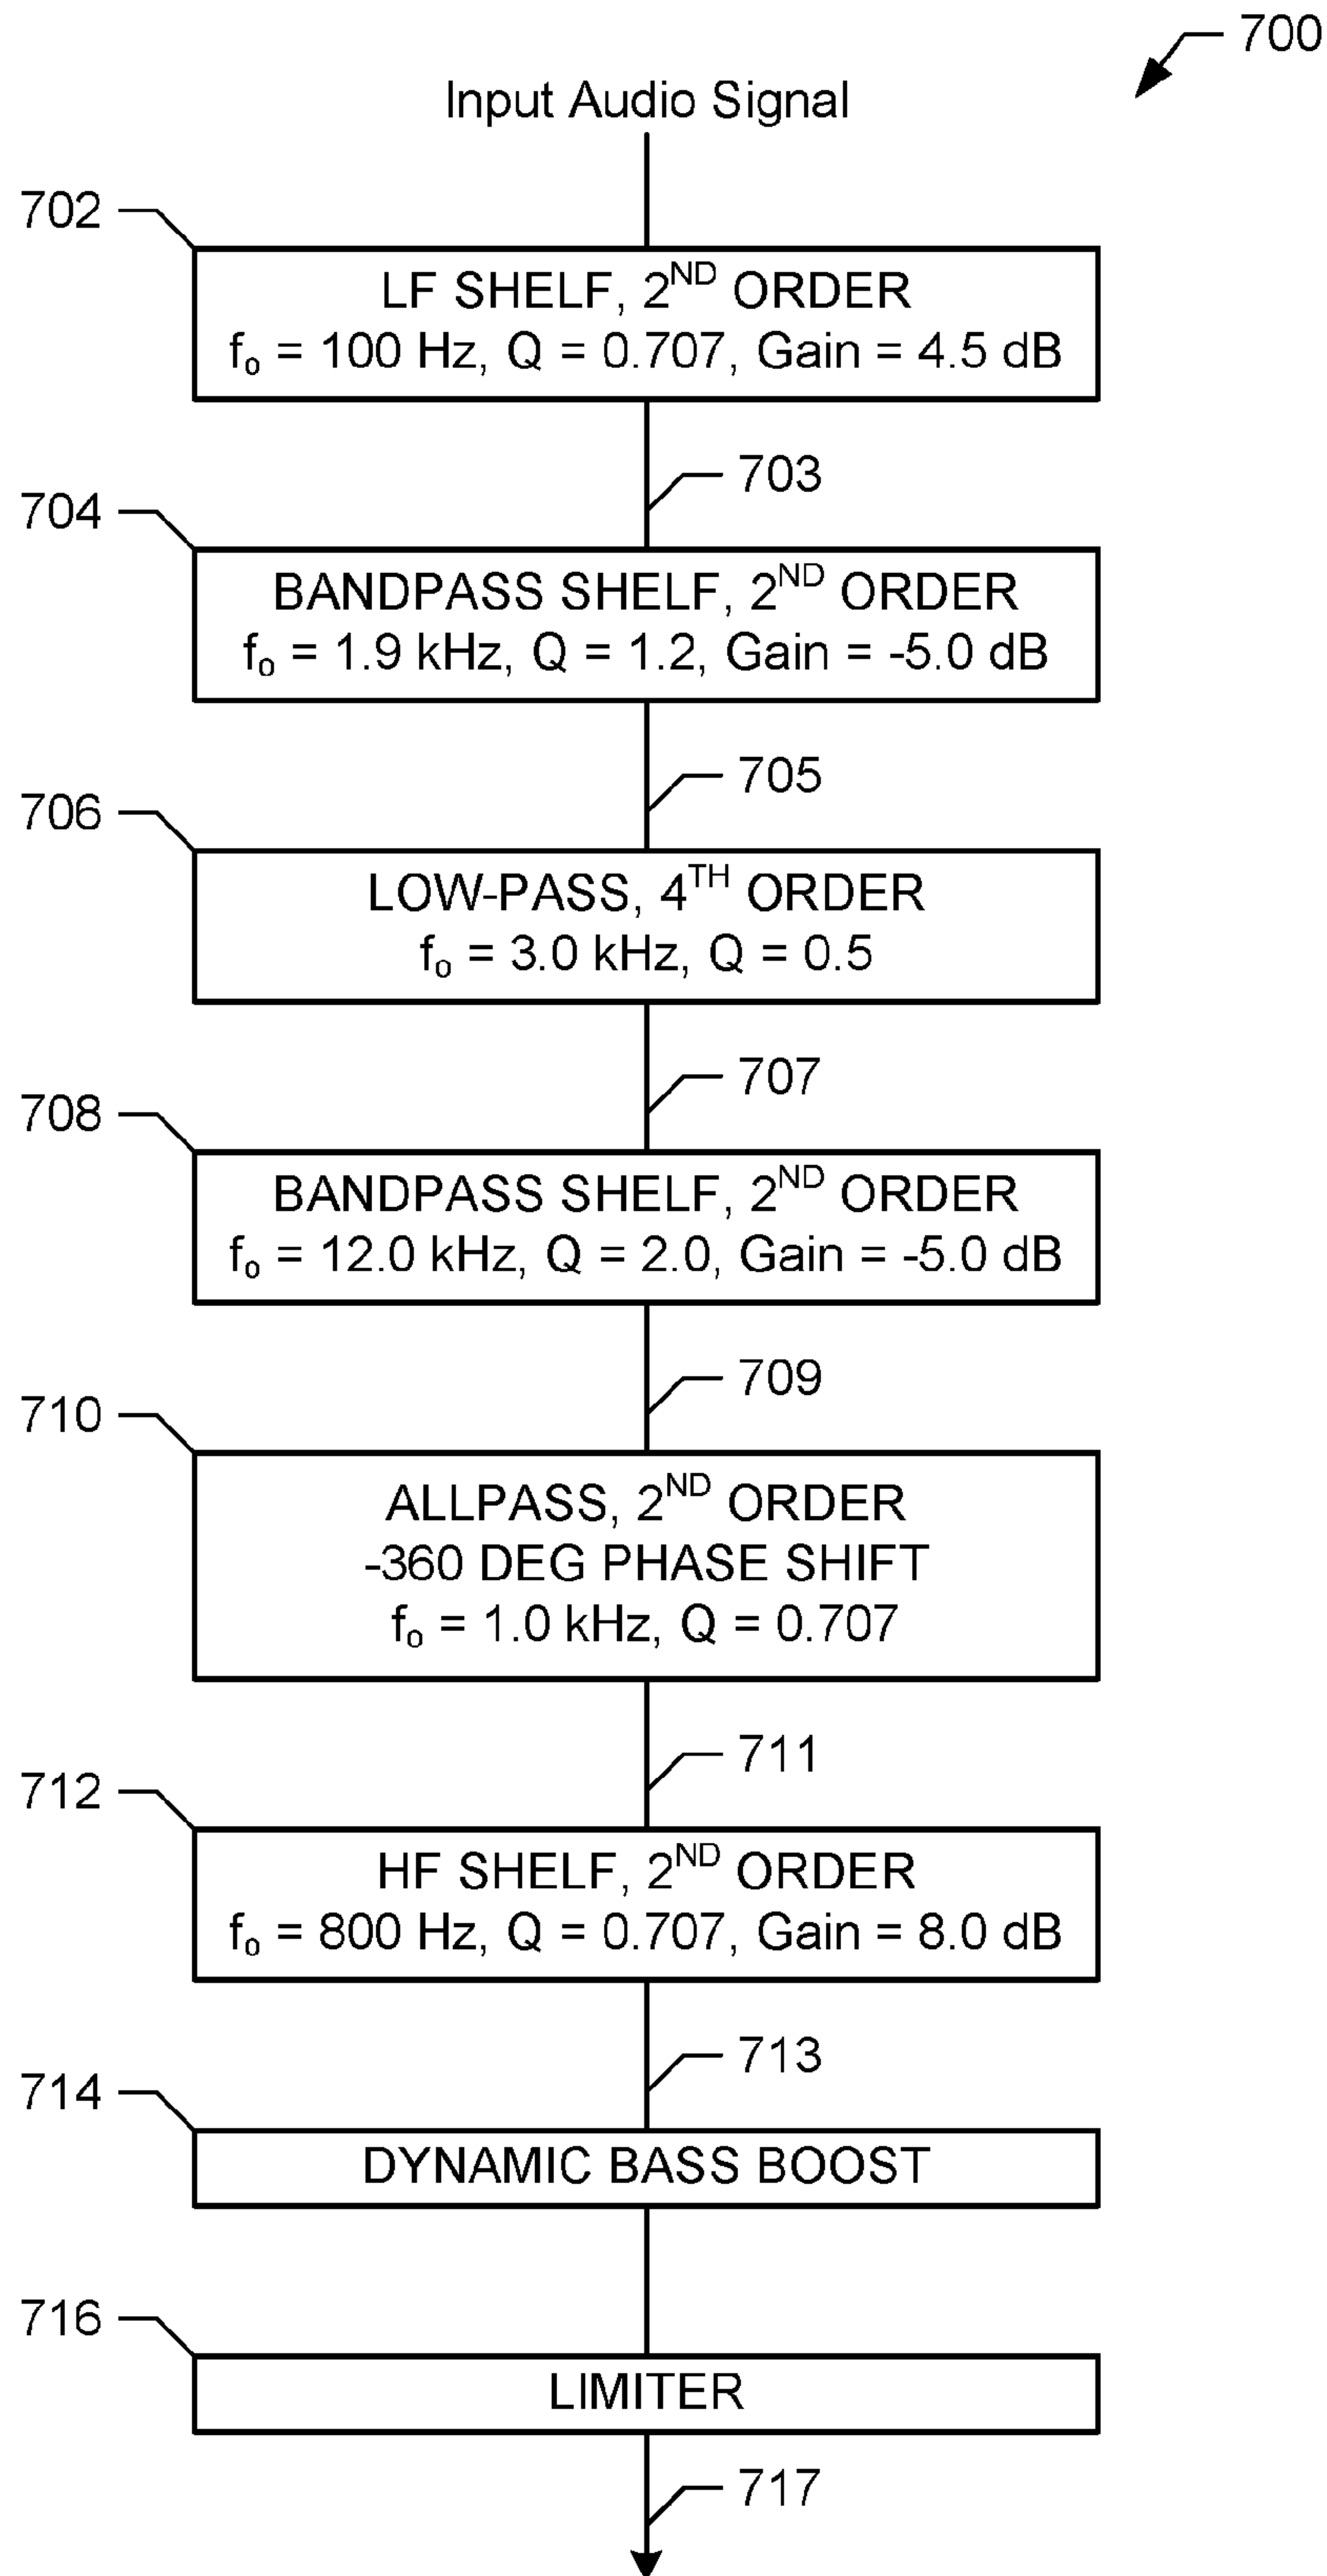 700
Input Audio Signal
702
LF SHELF, 2ND ORDER
fo = 100 Hz, Q = 0.707, Gain = 4.5 dB
703
704
BANDPASS SHELF, 2ND ORDER
fo = 1.9 kHz, Q = 1.2, Gain = -5.0 dB
705
706
LOW-PASS, 4TH ORDER
fo = 3.0 kHz, Q = 0.5
707
708
BANDPASS SHELF, 2ND ORDER
fo = 12.0 kHz, Q = 2.0, Gain = -5.0 dB
709
710
ALLPASS, 2ND ORDER
-360 DEG PHASE SHIFT
fo = 1.0 kHz, Q = 0.707
711
712
HF SHELF, 2ND ORDER
fo = 800 Hz, Q = 0.707, Gain = 8.0 dB
713
714
DYNAMIC BASS BOOST
716
LIMITER
717